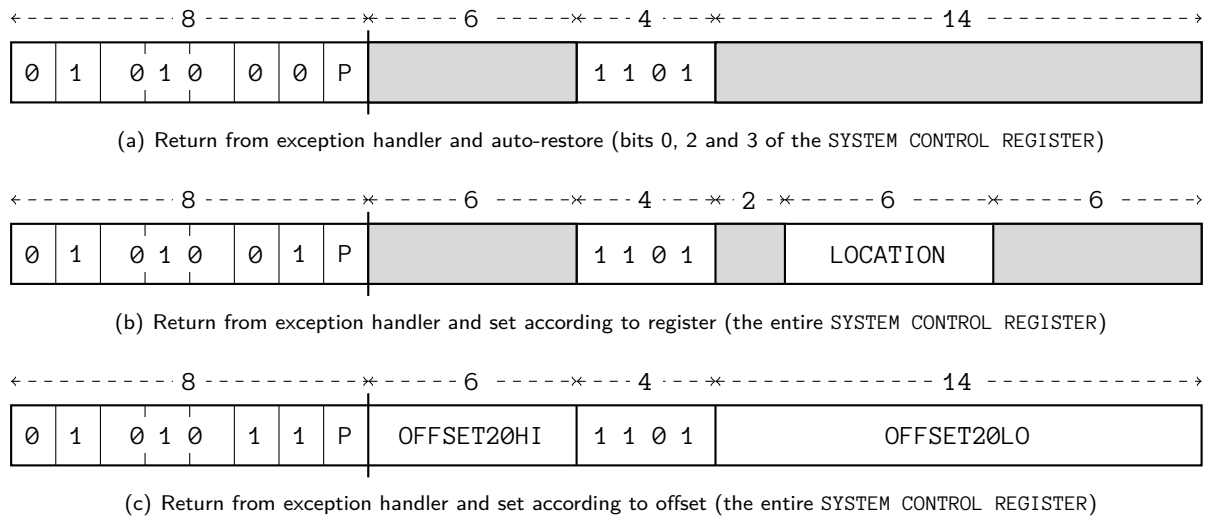 8 6 4 14
0 1 0 1 0 0 0 P 1 1 0 1
(a) Return from exception handler and auto-restore (bits 0, 2 and 3 of the SYSTEM CONTROL REGISTER)
8 6 4 2 6 6
0 1 0 1 0 0 1 P 1 1 0 1 LOCATION
(b) Return from exception handler and set according to register (the entire SYSTEM CONTROL REGISTER)
8 6 4 14
0 1 0 1 0 1 1 P OFFSET20HI 1 1 0 1 OFFSET20LO
(c) Return from exception handler and set according to offset (the entire SYSTEM CONTROL REGISTER)